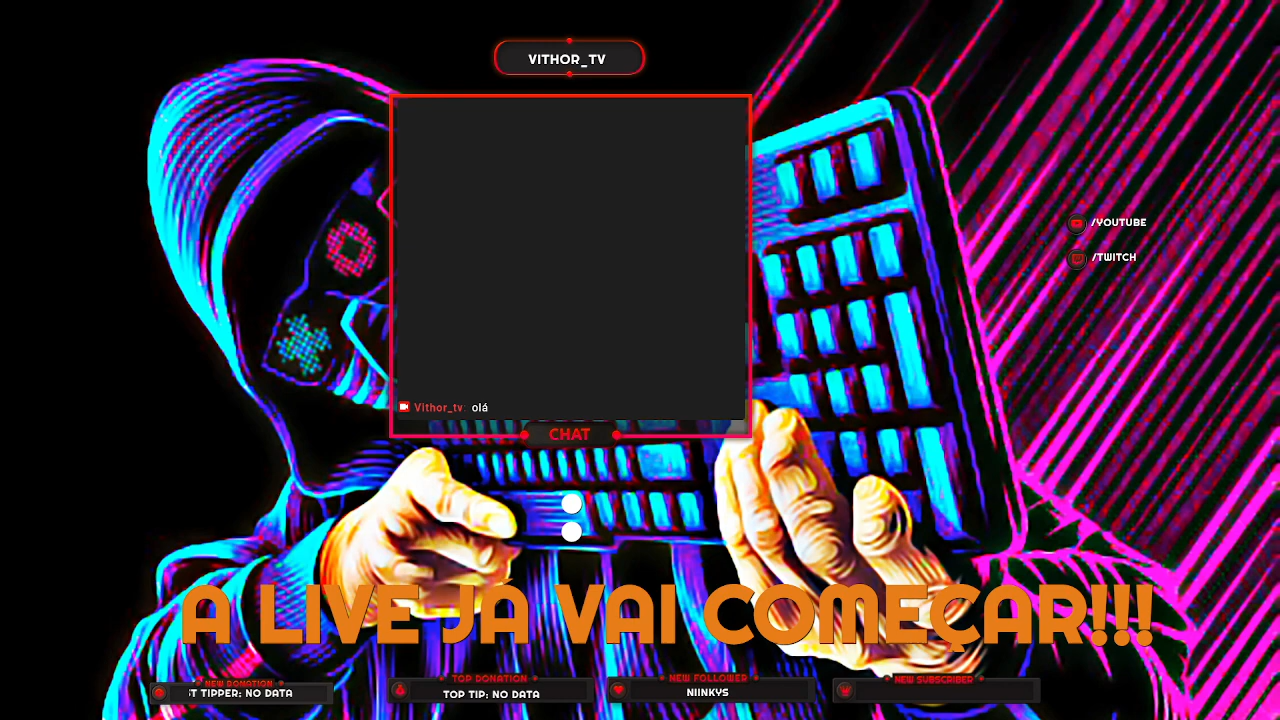 VITHOR_TV
/YOUTUBE
/TWITCH
Vithor_tv: olá
CHAT
:
A LIVE JA VAI COMEÇAR!!!
NEW DONATION
TOP DONATION
NEW FOLLOWER
NEW SUBSCRIBER
:T TIPPER: NO DATA
TOP TIP: NO DATA
NIINKYS